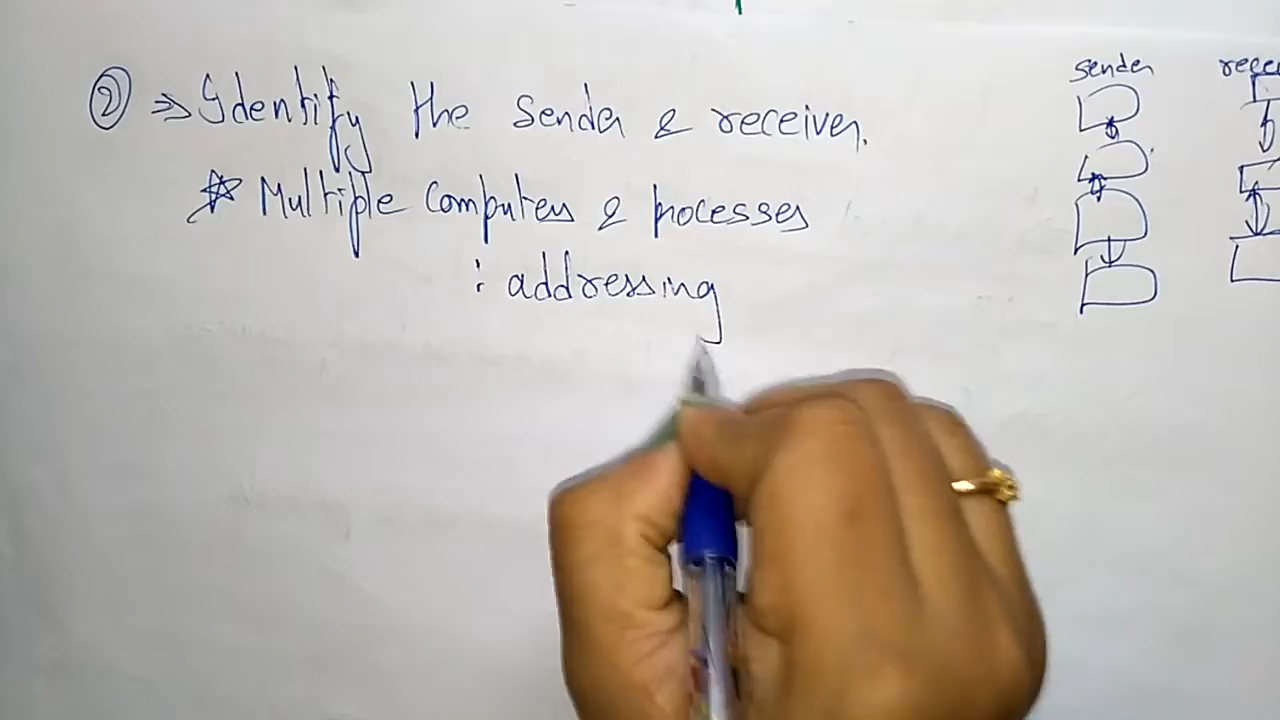 ② ⇒ Identify the Sender & receiver.
* Multiple Computers & processes
: addressing
sender